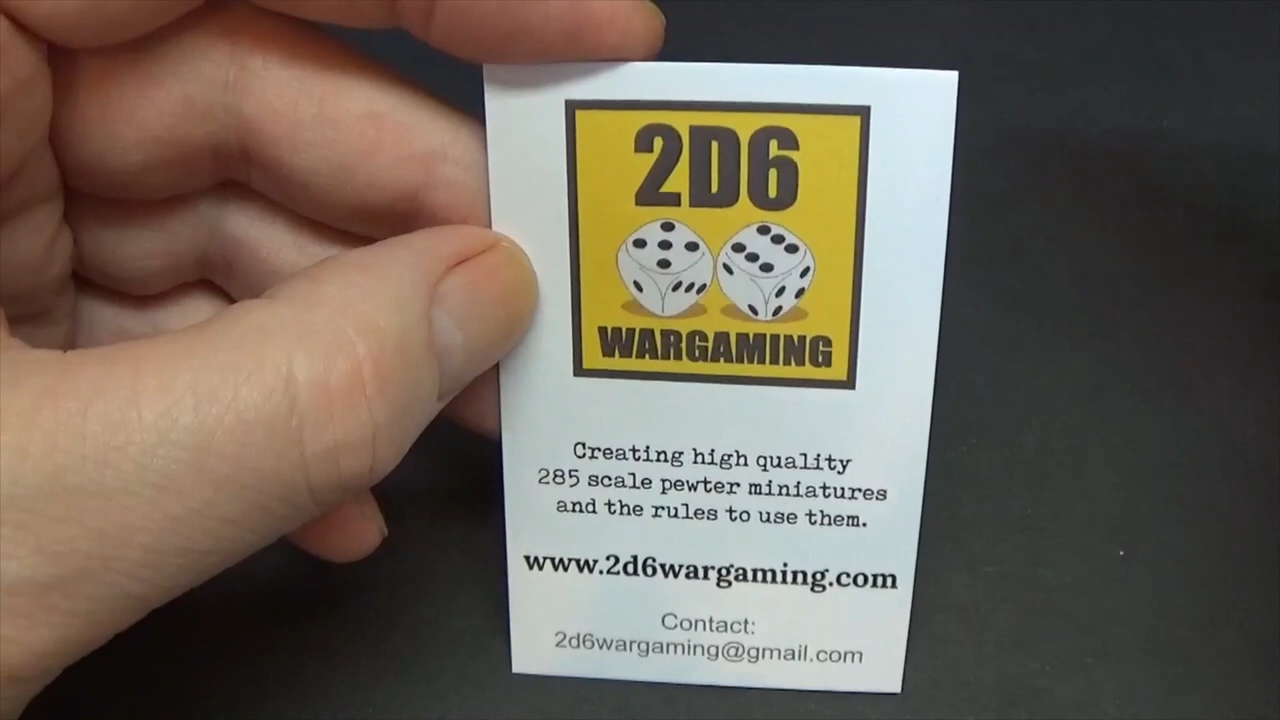 2D6
WARGAMING
Creating high quality
285 scale pewter miniatures
and the rules to use them.
www.2d6wargaming.com
Contact:
2d6wargaming@gmail.com